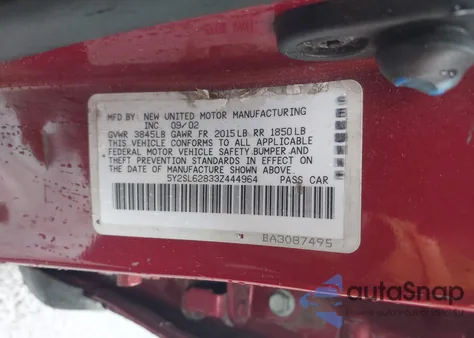 MFD BY: NEW UNITED MOTOR MANUFACTURING
INC 09/02
GVWR 3845LB GAWR FR 2015LB RR 1850LB
THIS VEHICLE CONFORMS TO ALL APPLICABLE
FEDERAL MOTOR VEHICLE SAFETY, BUMPER AND
THEFT PREVENTION STANDARDS IN EFFECT ON
THE DATE OF MANUFACTURE SHOWN ABOVE.
5Y2SL62833Z444964 PASS CAR
BA3087495
autoSnap